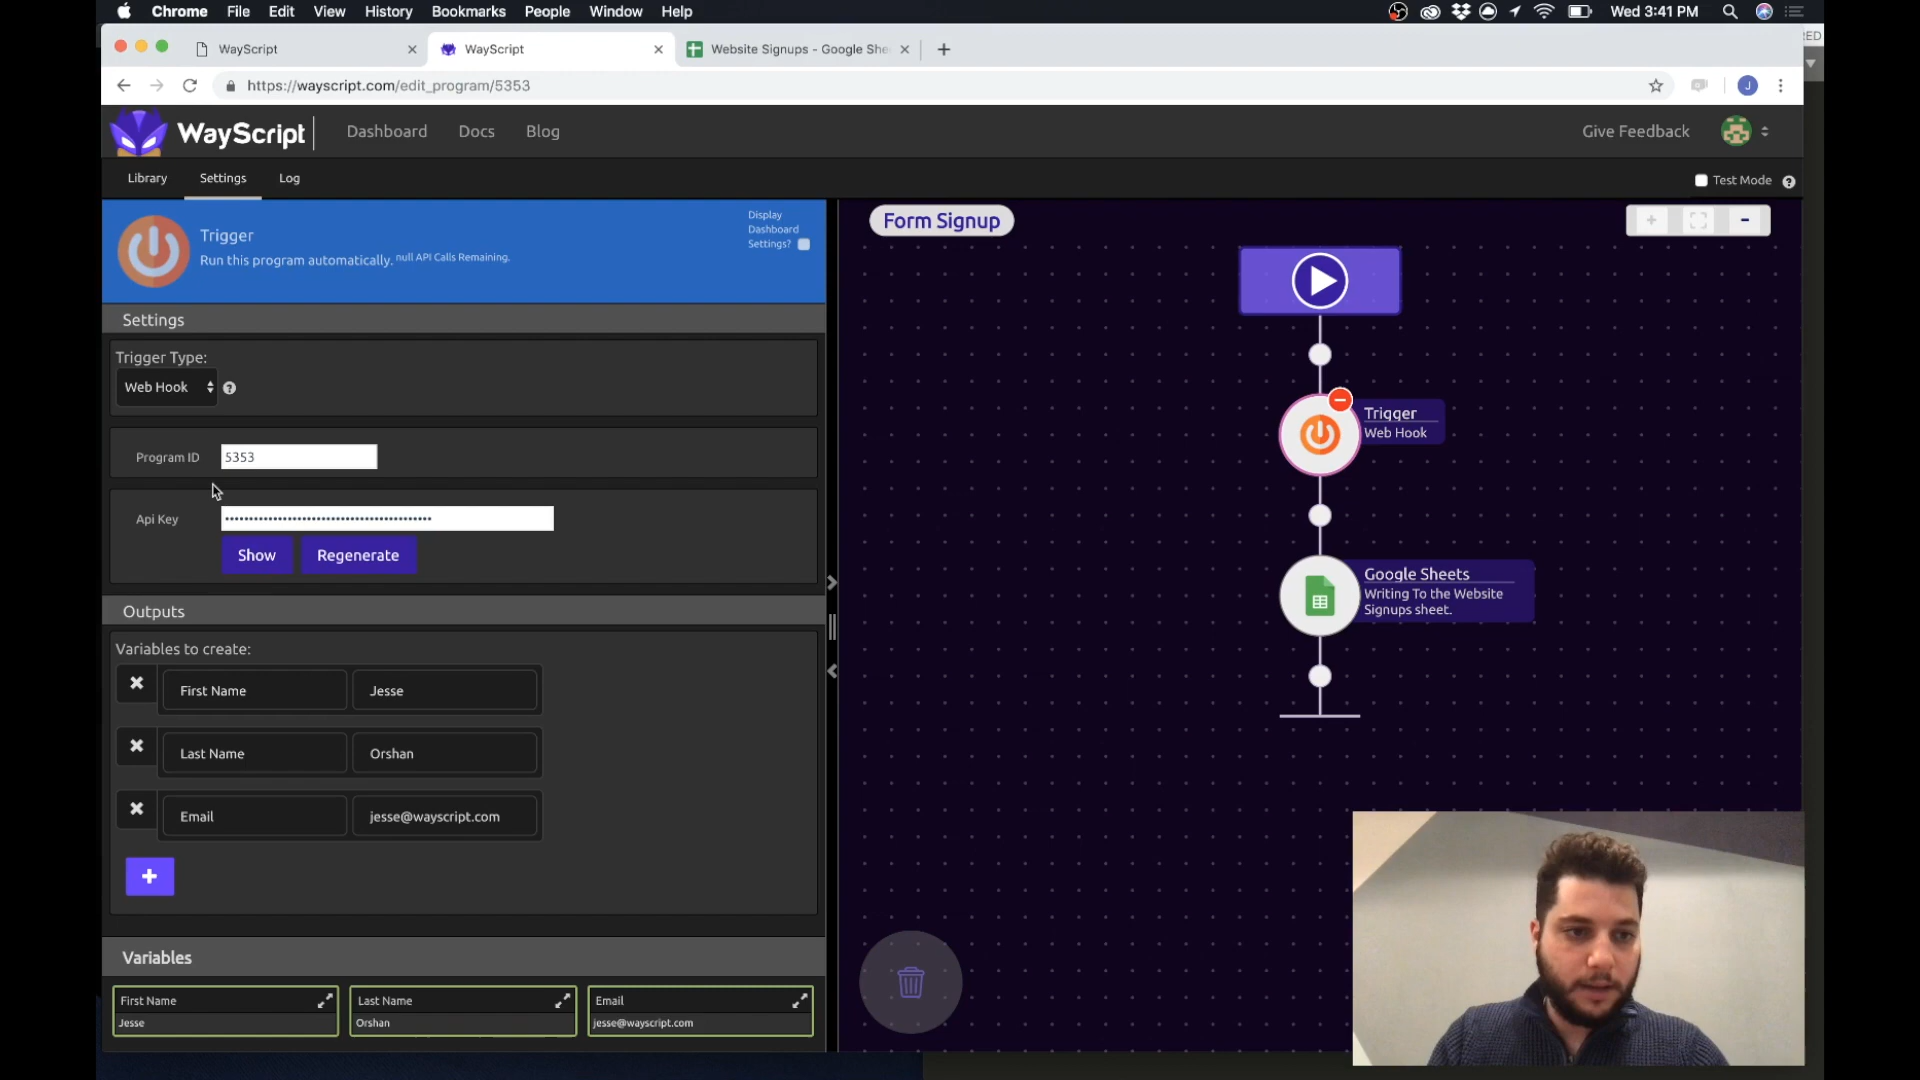 Chrome File Edit View History Bookmarks People Window Help
Wed 3:41 PM
WayScript
WayScript
Website Signups - Google She
https://wayscript.com/edit_program/5353
J
WayScript
Dashboard Docs Blog
Give Feedback
Library Settings Log
Test Mode
Trigger
Run this program automatically. null API Calls Remaining.
Display
Dashboard
Settings?
Settings
Trigger Type:
Web Hook
Program ID 5353
Api Key
Show Regenerate
Outputs
Variables to create:
First Name Jesse
Last Name Orshan
Email jesse@wayscript.com
Variables
First Name Last Name Email
Jesse Orshan jesse@wayscript.com
Form Signup
Trigger
Web Hook
Google Sheets
Writing To the Website
Signups sheet.